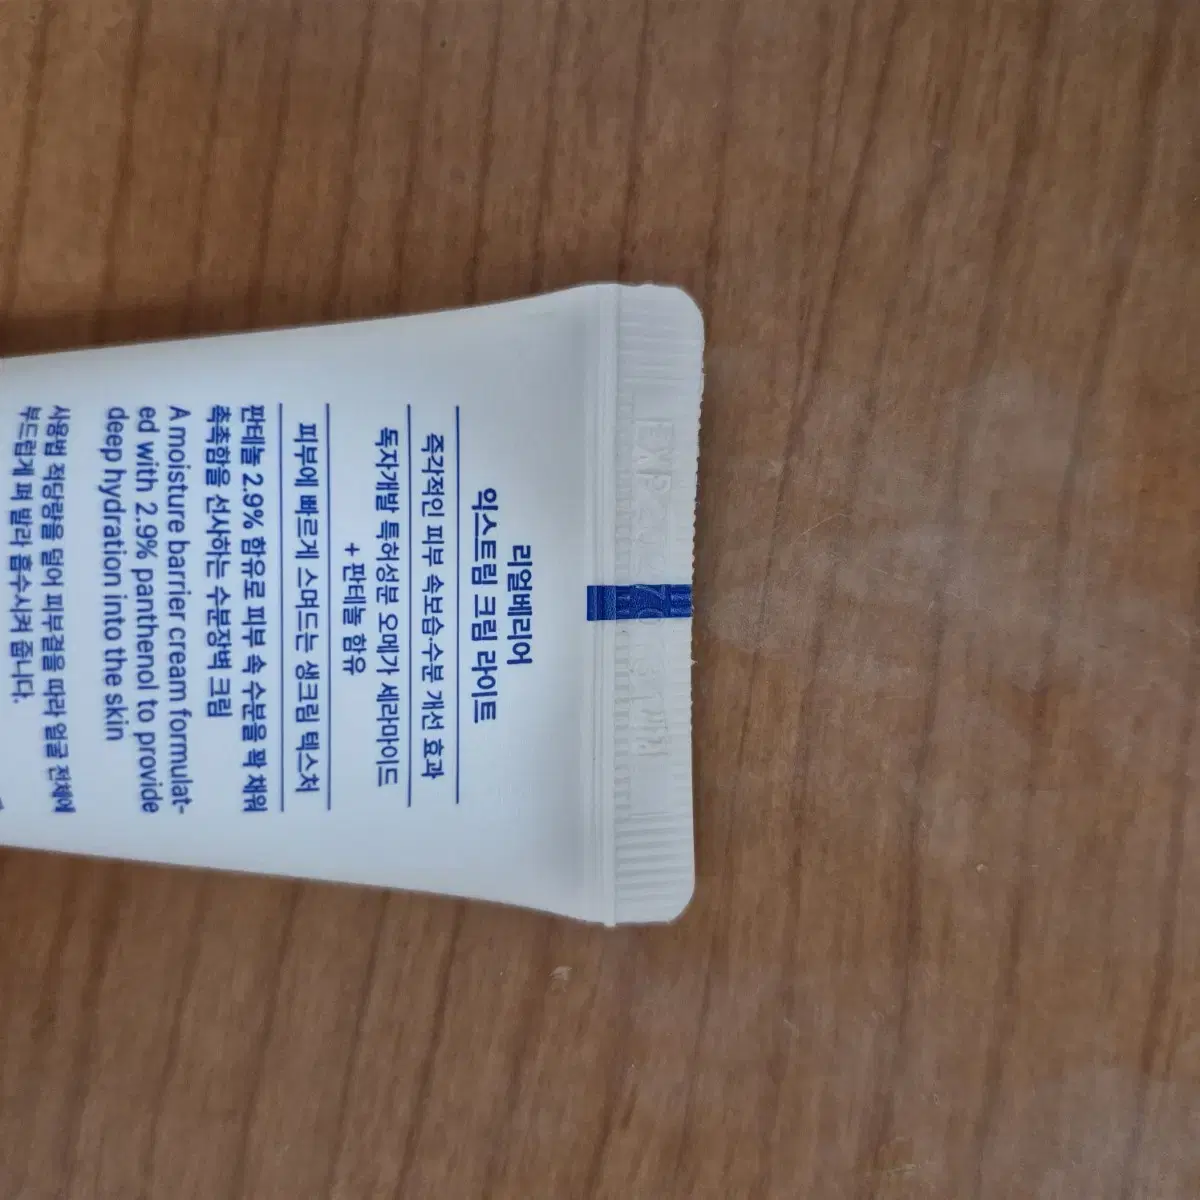 리얼베리어
익스트림 크림 라이트
즉각적인 피부 속보습·수분 개선 효과
독자개발 특허성분 오메가 세라마이드
+ 판테놀 함유
피부에 빠르게 스며드는 생크림 텍스처
판테놀 2.9% 함유로 피부 속 수분을 꽉 채워
촉촉함을 선사하는 수분장벽 크림
A moisture barrier cream formulat-
ed with 2.9% panthenol to provide
deep hydration into the skin
사용법 적당량을 덜어 피부결을 따라 얼굴 전체에
부드럽게 펴 발라 흡수시켜 줍니다.
EXP